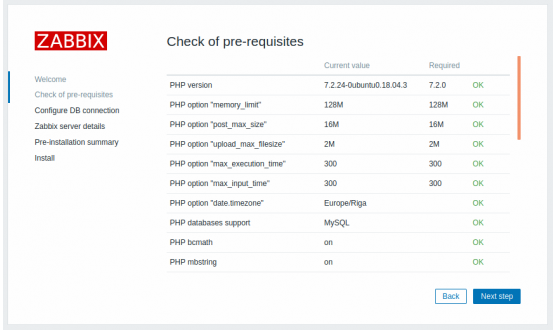 ZABBIX
Welcome
Check of pre-requisites
Configure DB connection
Zabbix server details
Pre-installation summary
Install
Check of pre-requisites
Current value Required
PHP version 7.2.24-0ubuntu0.18.04.3 7.2.0 OK
PHP option "memory_limit" 128M 128M OK
PHP option "post_max_size" 16M 16M OK
PHP option "upload_max_filesize" 2M 2M OK
PHP option "max_execution_time" 300 300 OK
PHP option "max_input_time" 300 300 OK
PHP option "date.timezone" Europe/Riga OK
PHP databases support MySQL OK
PHP bcmath on OK
PHP mbstring on OK
Back Next step